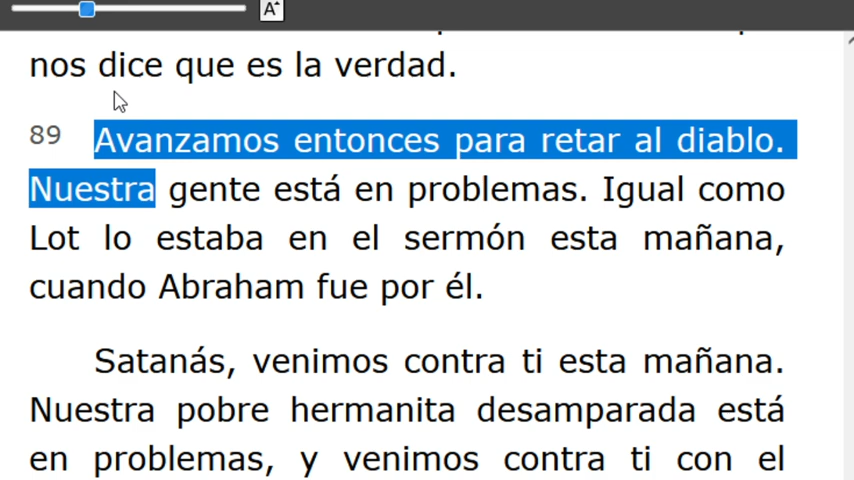 A
nos dice que es la verdad.
89 Avanzamos entonces para retar al diablo.
Nuestra gente está en problemas. Igual como
Lot lo estaba en el sermón esta mañana,
cuando Abraham fue por él.
Satanás, venimos contra ti esta mañana.
Nuestra pobre hermanita desamparada está
en problemas, y venimos contra ti con el